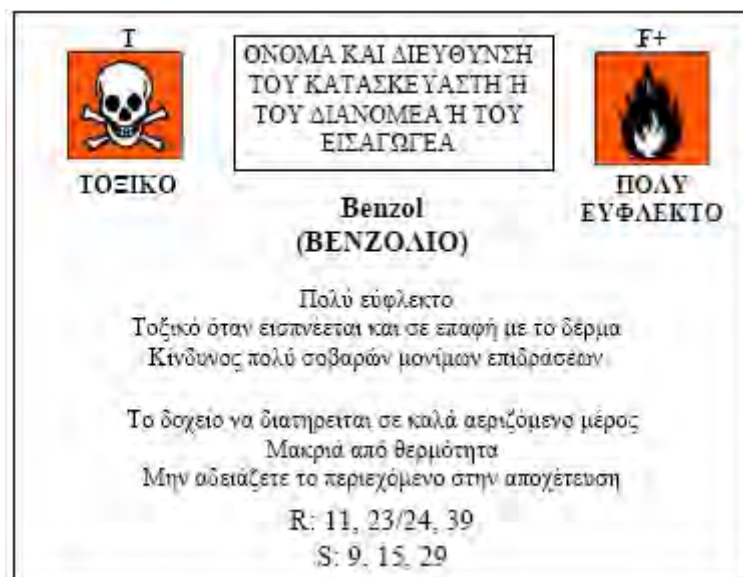 T
ΟΝΟΜΑ ΚΑΙ ΔΙΕΥΘΥΝΣΗ
ΤΟΥ ΚΑΤΑΣΚΕΥΑΣΤΗ Ή
ΤΟΥ ΔΙΑΝΟΜΕΑ Ή ΤΟΥ
ΕΙΣΑΓΩΓΕΑ
F+
ΤΟΞΙΚΟ
ΠΟΛΥ
ΕΥΦΛΕΚΤΟ
Benzol
(ΒΕΝΖΟΛΙΟ)
Πολύ εύφλεκτο
Τοξικό όταν εισπνέεται και σε επαφή με το δέρμα
Κίνδυνος πολύ σοβαρών μονίμων επιδράσεων
Το δοχείο να διατηρείται σε καλά αεριζόμενο μέρος
Μακριά από θερμότητα
Μην αδειάζετε το περιεχόμενο στην αποχέτευση
R: 11, 23/24, 39
S: 9, 15, 29